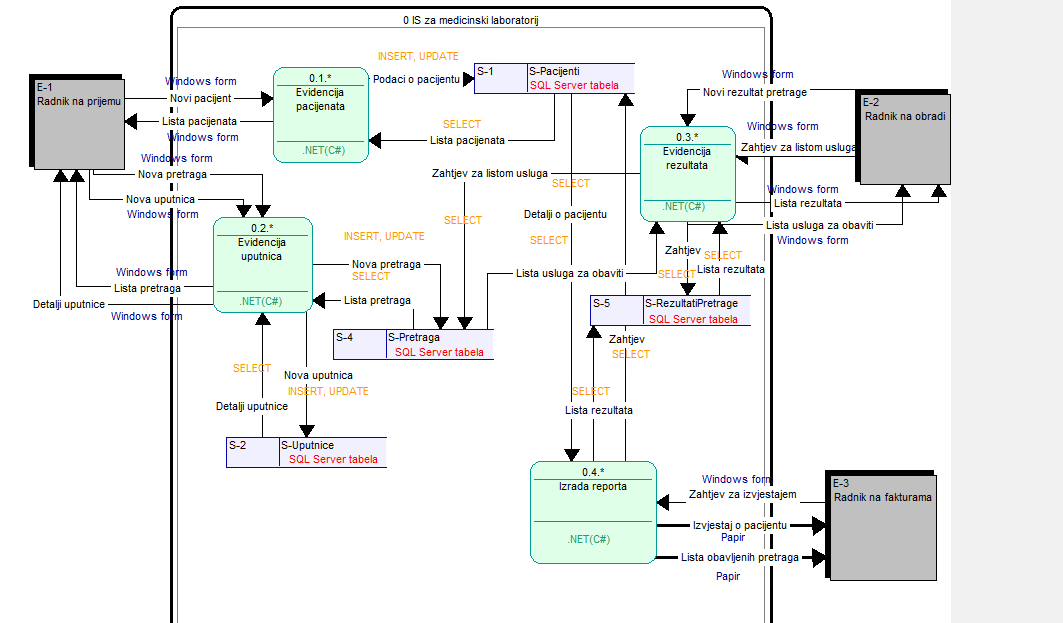 0 IS za medicinski laboratorij
E-1
Radnik na prijemu
Windows form
Novi pacijent
Lista pacijenata
Windows form
0.1.*
Evidencija
pacijenata
.NET(C#)
INSERT, UPDATE
Podaci o pacijentu
S-1
S-Pacijenti
SQL Server tabela
SELECT
Lista pacijenata
Windows form
Novi rezultat pretrage
E-2
Radnik na obradi
Windows form
Zahtjev za listom usluga
0.3.*
Evidencija
rezultata
.NET(C#)
Windows form
Lista rezultata
Lista usluga za obaviti
Windows form
Windows form
Nova pretraga
Nova uputnica
Windows form
Zahtjev za listom usluga
SELECT
Detalji o pacijentu
SELECT
SELECT
0.2.*
Evidencija
uputnica
.NET(C#)
INSERT, UPDATE
Nova pretraga
SELECT
Lista pretraga
Windows form
Lista pretraga
Detalji uputnice
Windows form
Lista usluga za obaviti
Zahtjev
SELECT
SELECT
Lista rezultata
S-5
S-RezultatiPretrage
SQL Server tabela
S-4
S-Pretraga
SQL Server tabela
Zahtjev
SELECT
SELECT
Lista rezultata
SELECT
Detalji uputnice
Nova uputnica
INSERT, UPDATE
S-2
S-Uputnice
SQL Server tabela
0.4.*
Izrada reporta
.NET(C#)
Windows form
Zahtjev za izvjestajem
Izvjestaj o pacijentu
Papir
Lista obavljenih pretraga
Papir
E-3
Radnik na fakturama